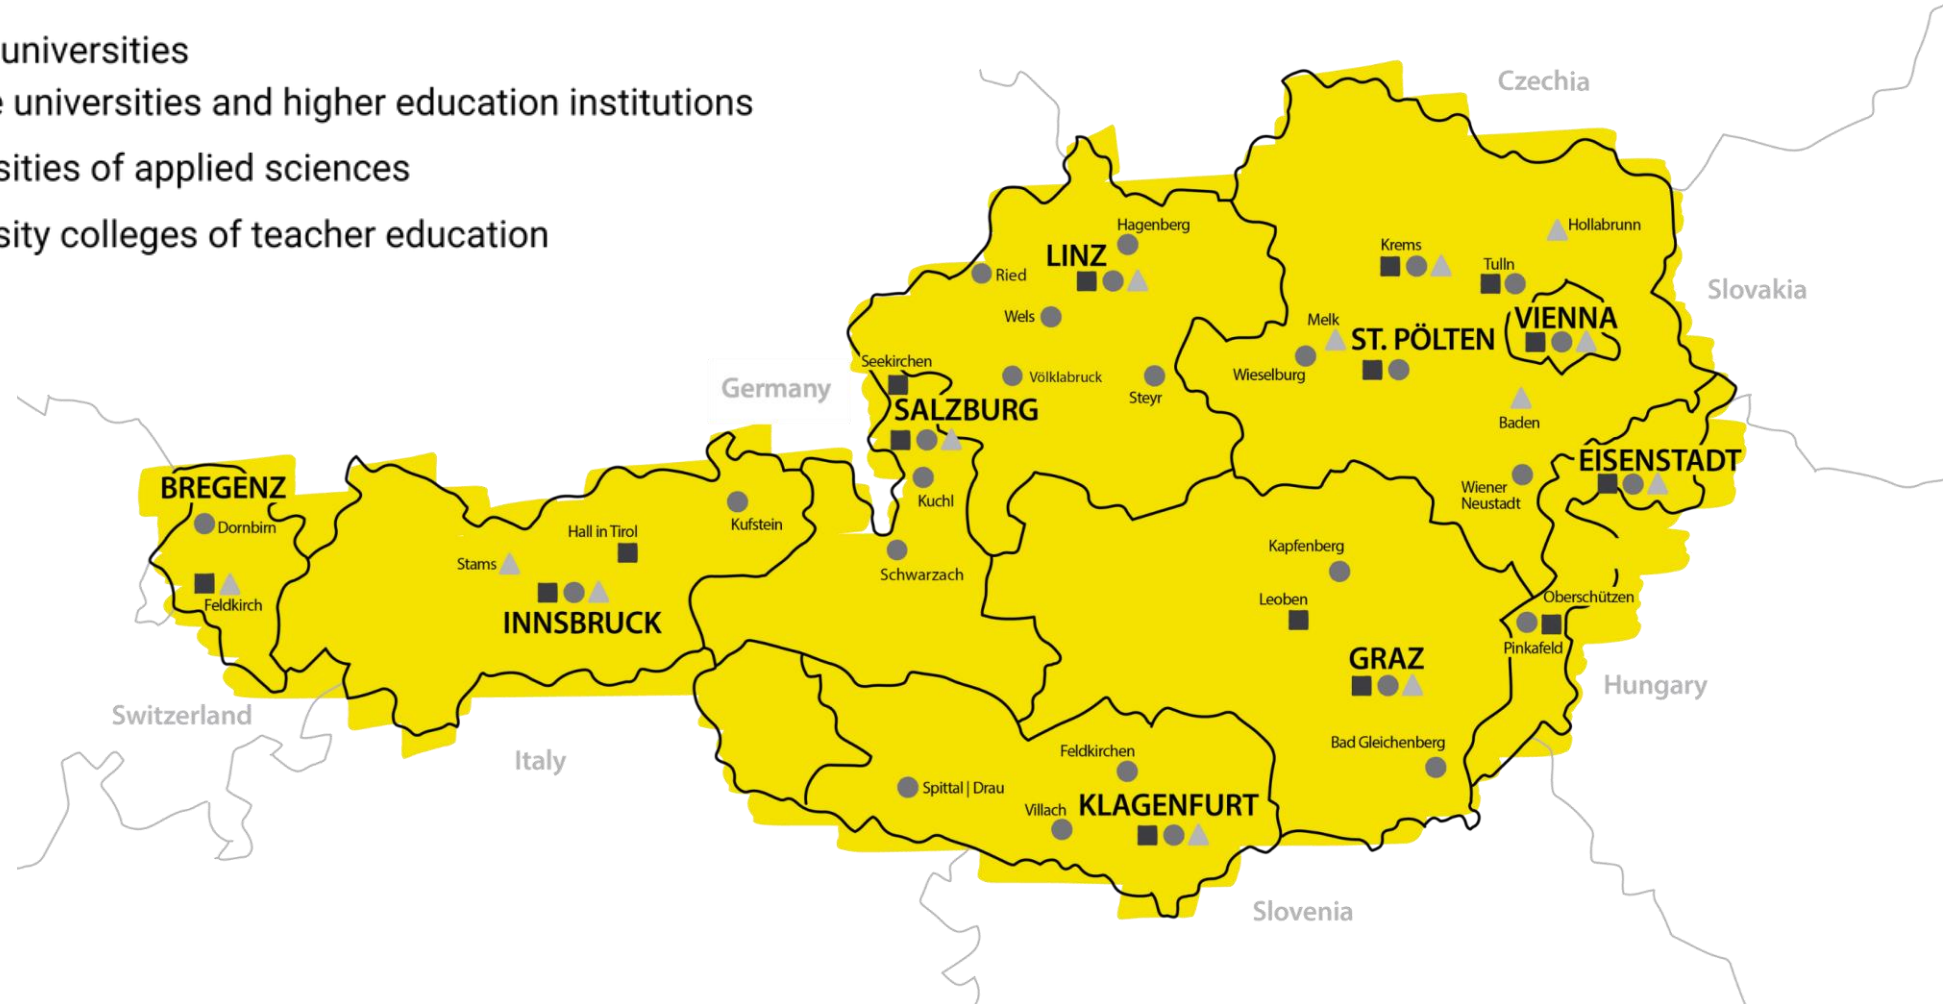 universities
universities and higher education institutions
sities of applied sciences
sity colleges of teacher education
Czechia
Hagenberg
Hollabrunn
LINZ
Krems
Ried
Tulln
Slovakia
Wels
VIENNA
Melk
ST. PÖLTEN
Seekirchen
Germany
Völklabruck
Wieselburg
Steyr
SALZBURG
Baden
EISENSTADT
BREGENZ
Kuchl
Wiener
Neustadt
Dornbirn
Hall in Tirol
Kufstein
Kapfenberg
Stams
Schwarzach
Feldkirch
Leoben
Oberschützen
INNSBRUCK
Pinkafeld
GRAZ
Hungary
Switzerland
Italy
Feldkirchen
Bad Gleichenberg
Spittal | Drau
Villach
KLAGENFURT
Slovenia